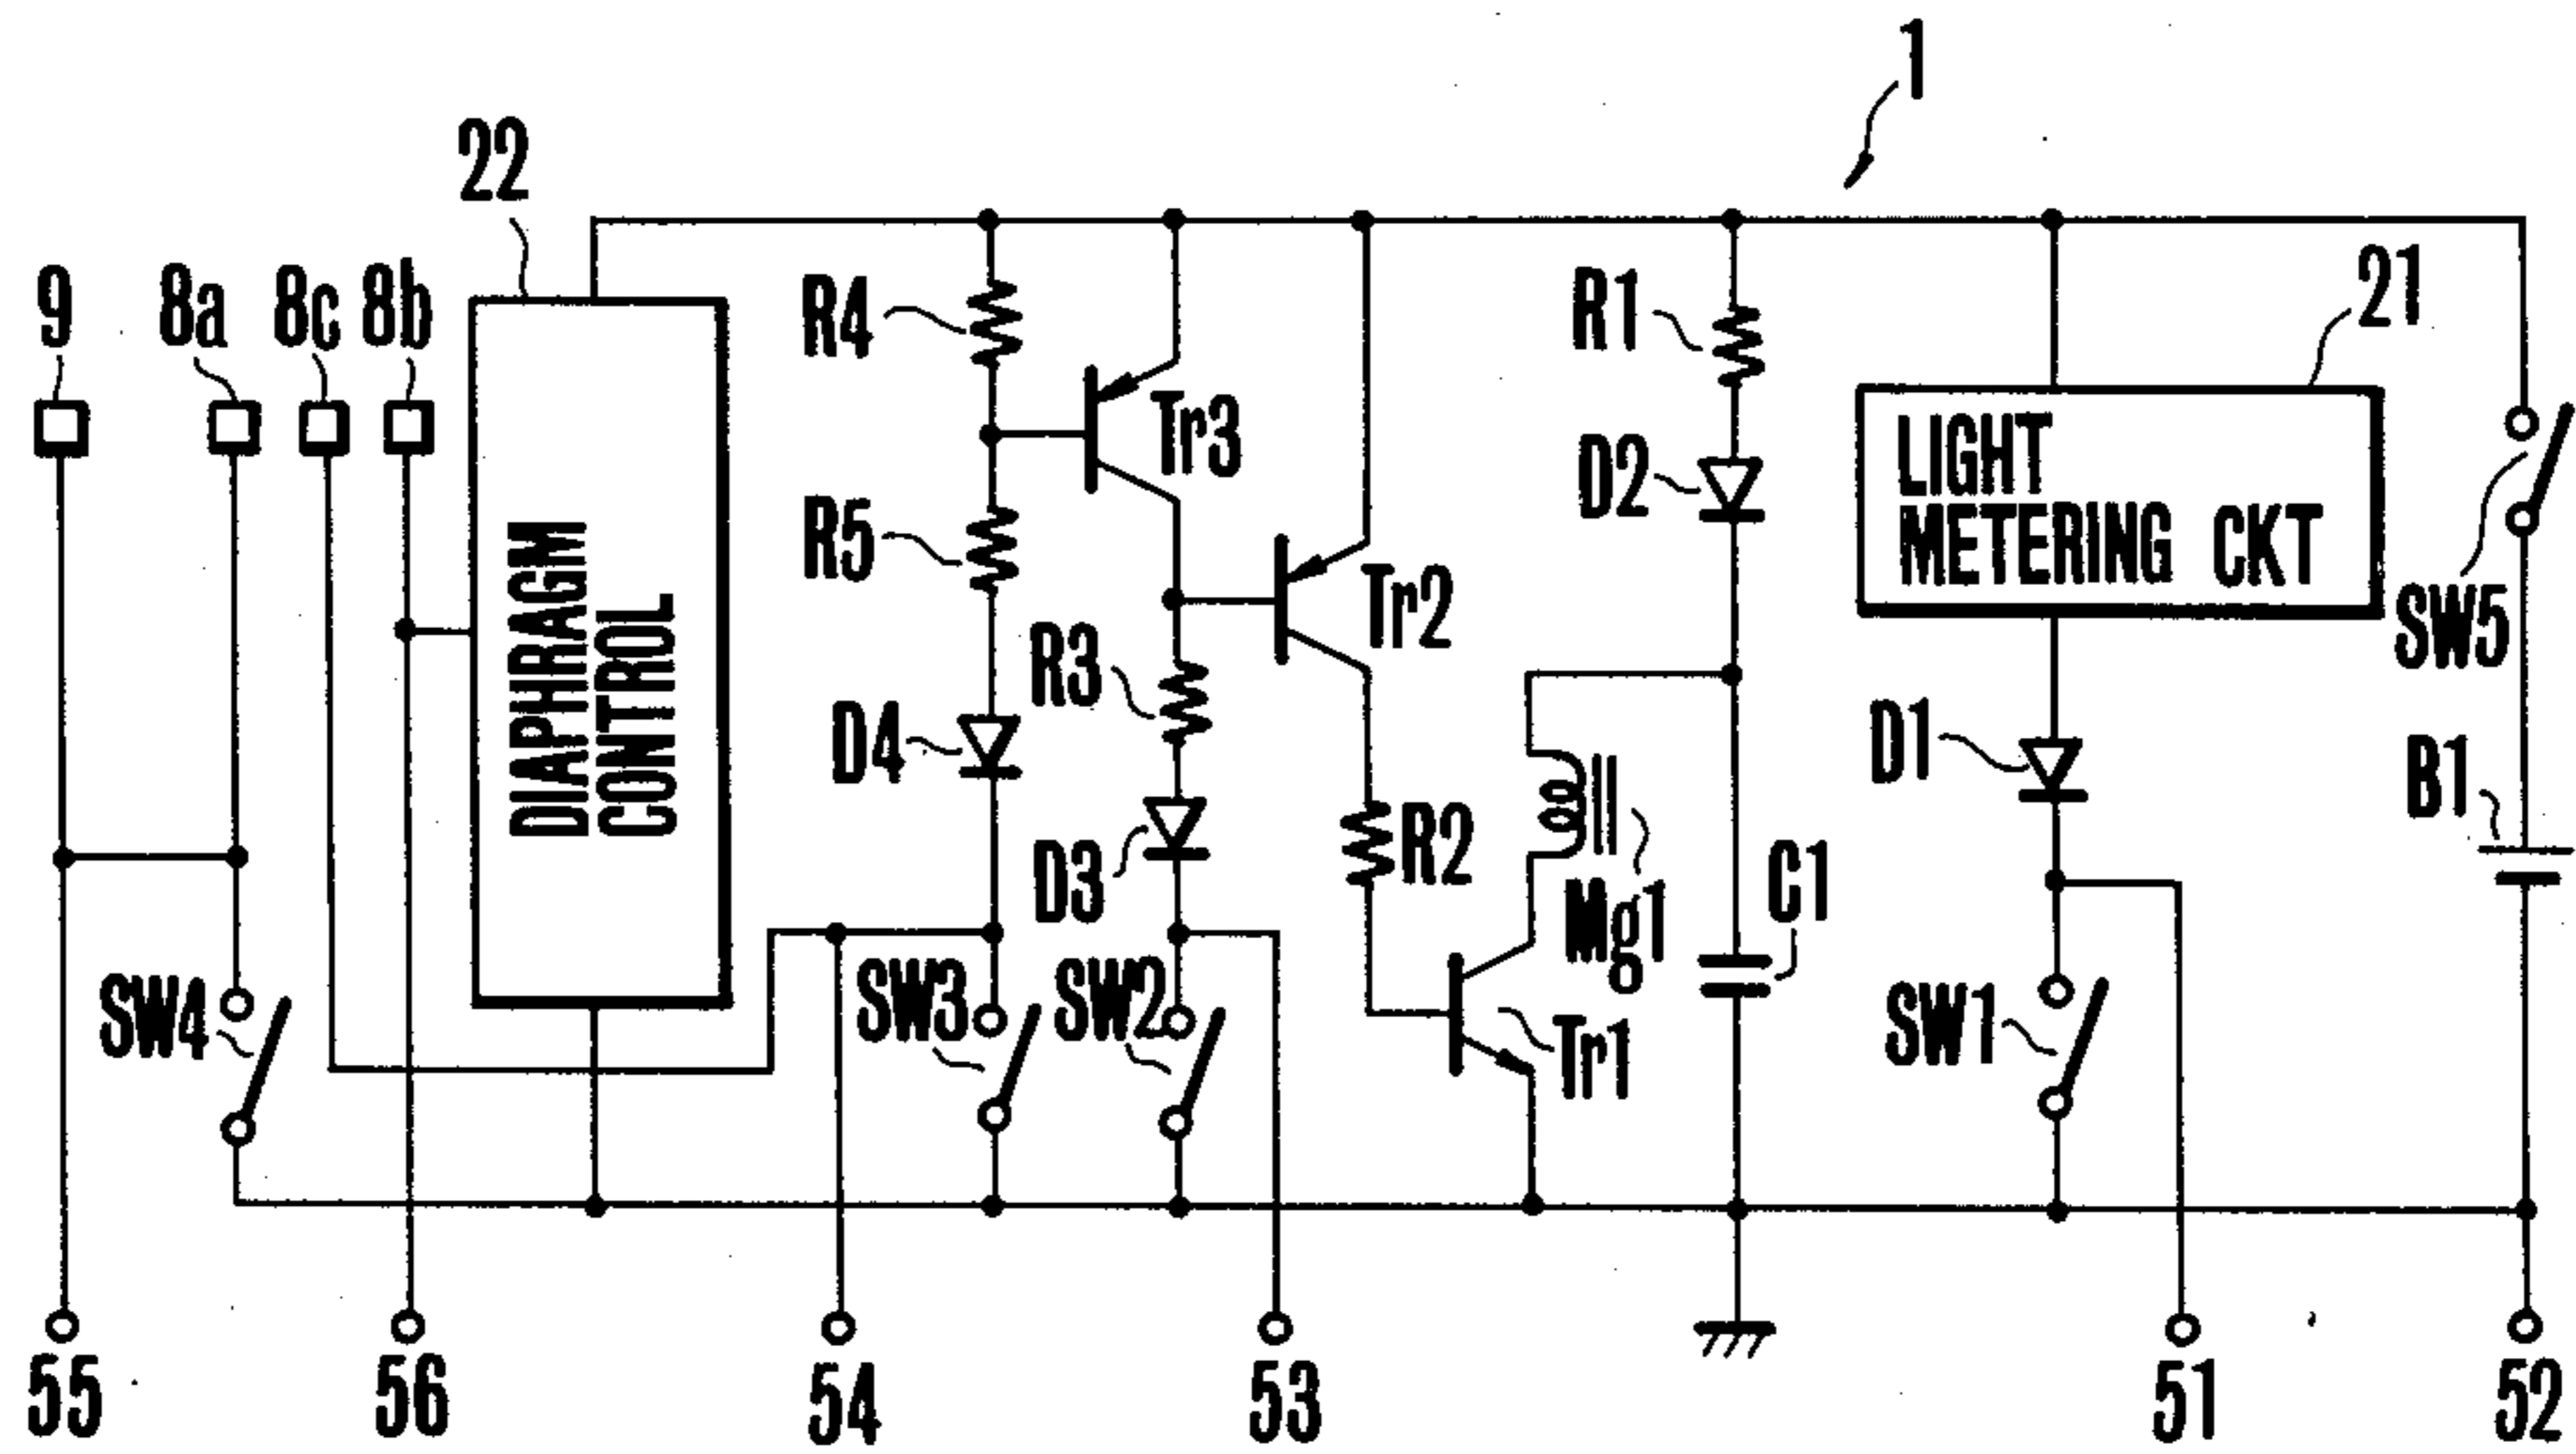 1
22
9
8a
8c
8b
R4
R1
21
Tr3
LIGHT
METERING CKT
D2
R5
Tr2
SW5
DIAPHRAGM
CONTROL
R3
D4
D1
B1
R2
D3
Mg1
C1
SW4
SW3
SW2
Tr1
SW1
55
56
54
53
51
52